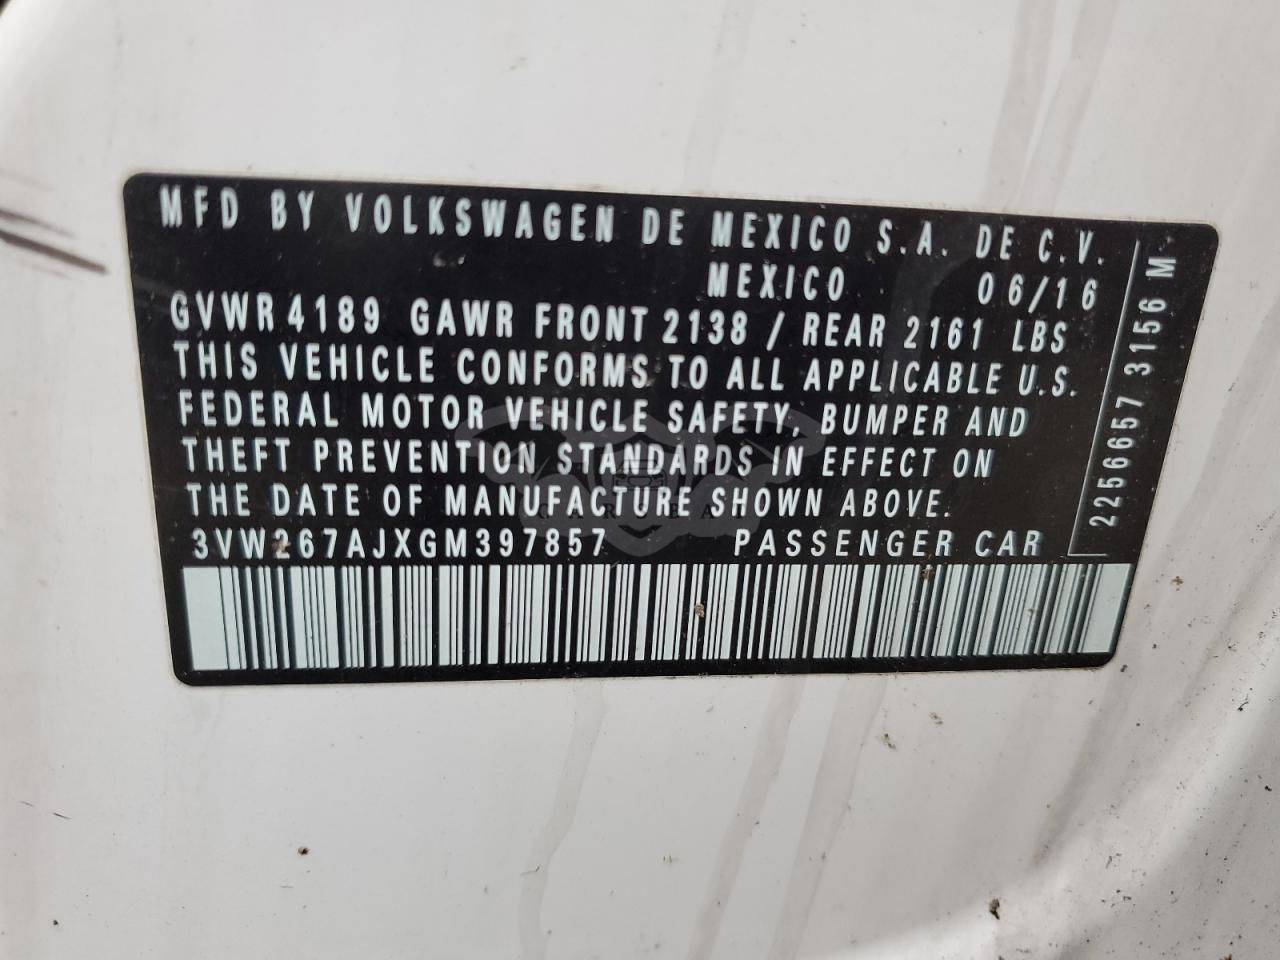 MFD BY VOLKSWAGEN DE MEXICO S.A. DE C.V.
MEXICO 06/16
GVWR 4189 GAWR FRONT 2138 / REAR 2161 LBS
THIS VEHICLE CONFORMS TO ALL APPLICABLE U.S.
FEDERAL MOTOR VEHICLE SAFETY, BUMPER AND
THEFT PREVENTION STANDARDS IN EFFECT ON
THE DATE OF MANUFACTURE SHOWN ABOVE.
3VW267AJXGM397857 PASSENGER CAR
2256657 3156 M